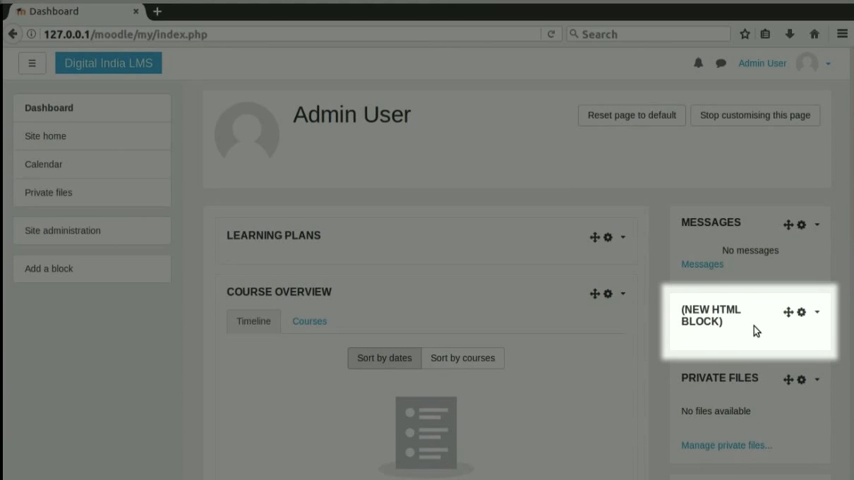 Dashboard
127.0.0.1/moodle/my/index.php
Search
Digital India LMS
Admin User
Dashboard
Site home
Calendar
Private files
Site administration
Add a block
Admin User
Reset page to default
Stop customising this page
LEARNING PLANS
COURSE OVERVIEW
Timeline
Courses
Sort by dates
Sort by courses
MESSAGES
No messages
Messages
(NEW HTML
BLOCK)
PRIVATE FILES
No files available
Manage private files...